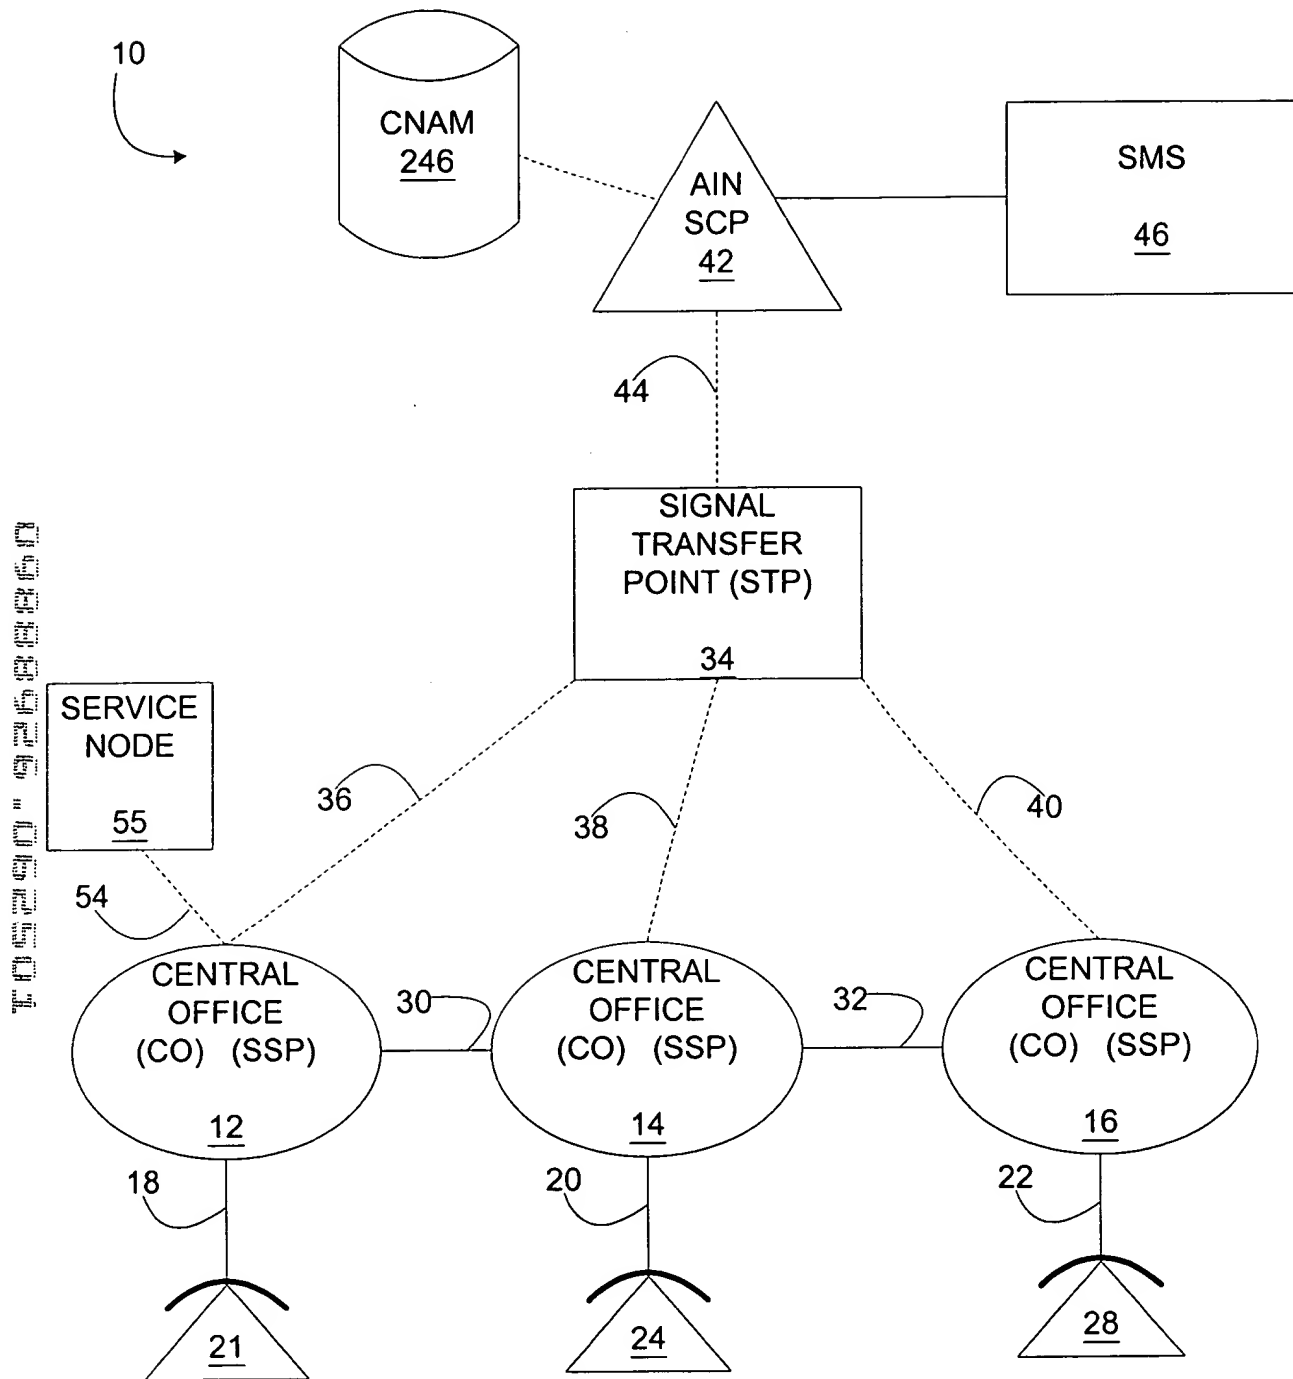 10
CNAM
246
AIN
SCP
42
SMS
46
44
SIGNAL
TRANSFER
POINT (STP)
34
SERVICE
NODE
55
36
38
40
54
CENTRAL
OFFICE
(CO) (SSP)
12
30
CENTRAL
OFFICE
(CO) (SSP)
14
32
CENTRAL
OFFICE
(CO) (SSP)
16
18
20
22
21
24
28